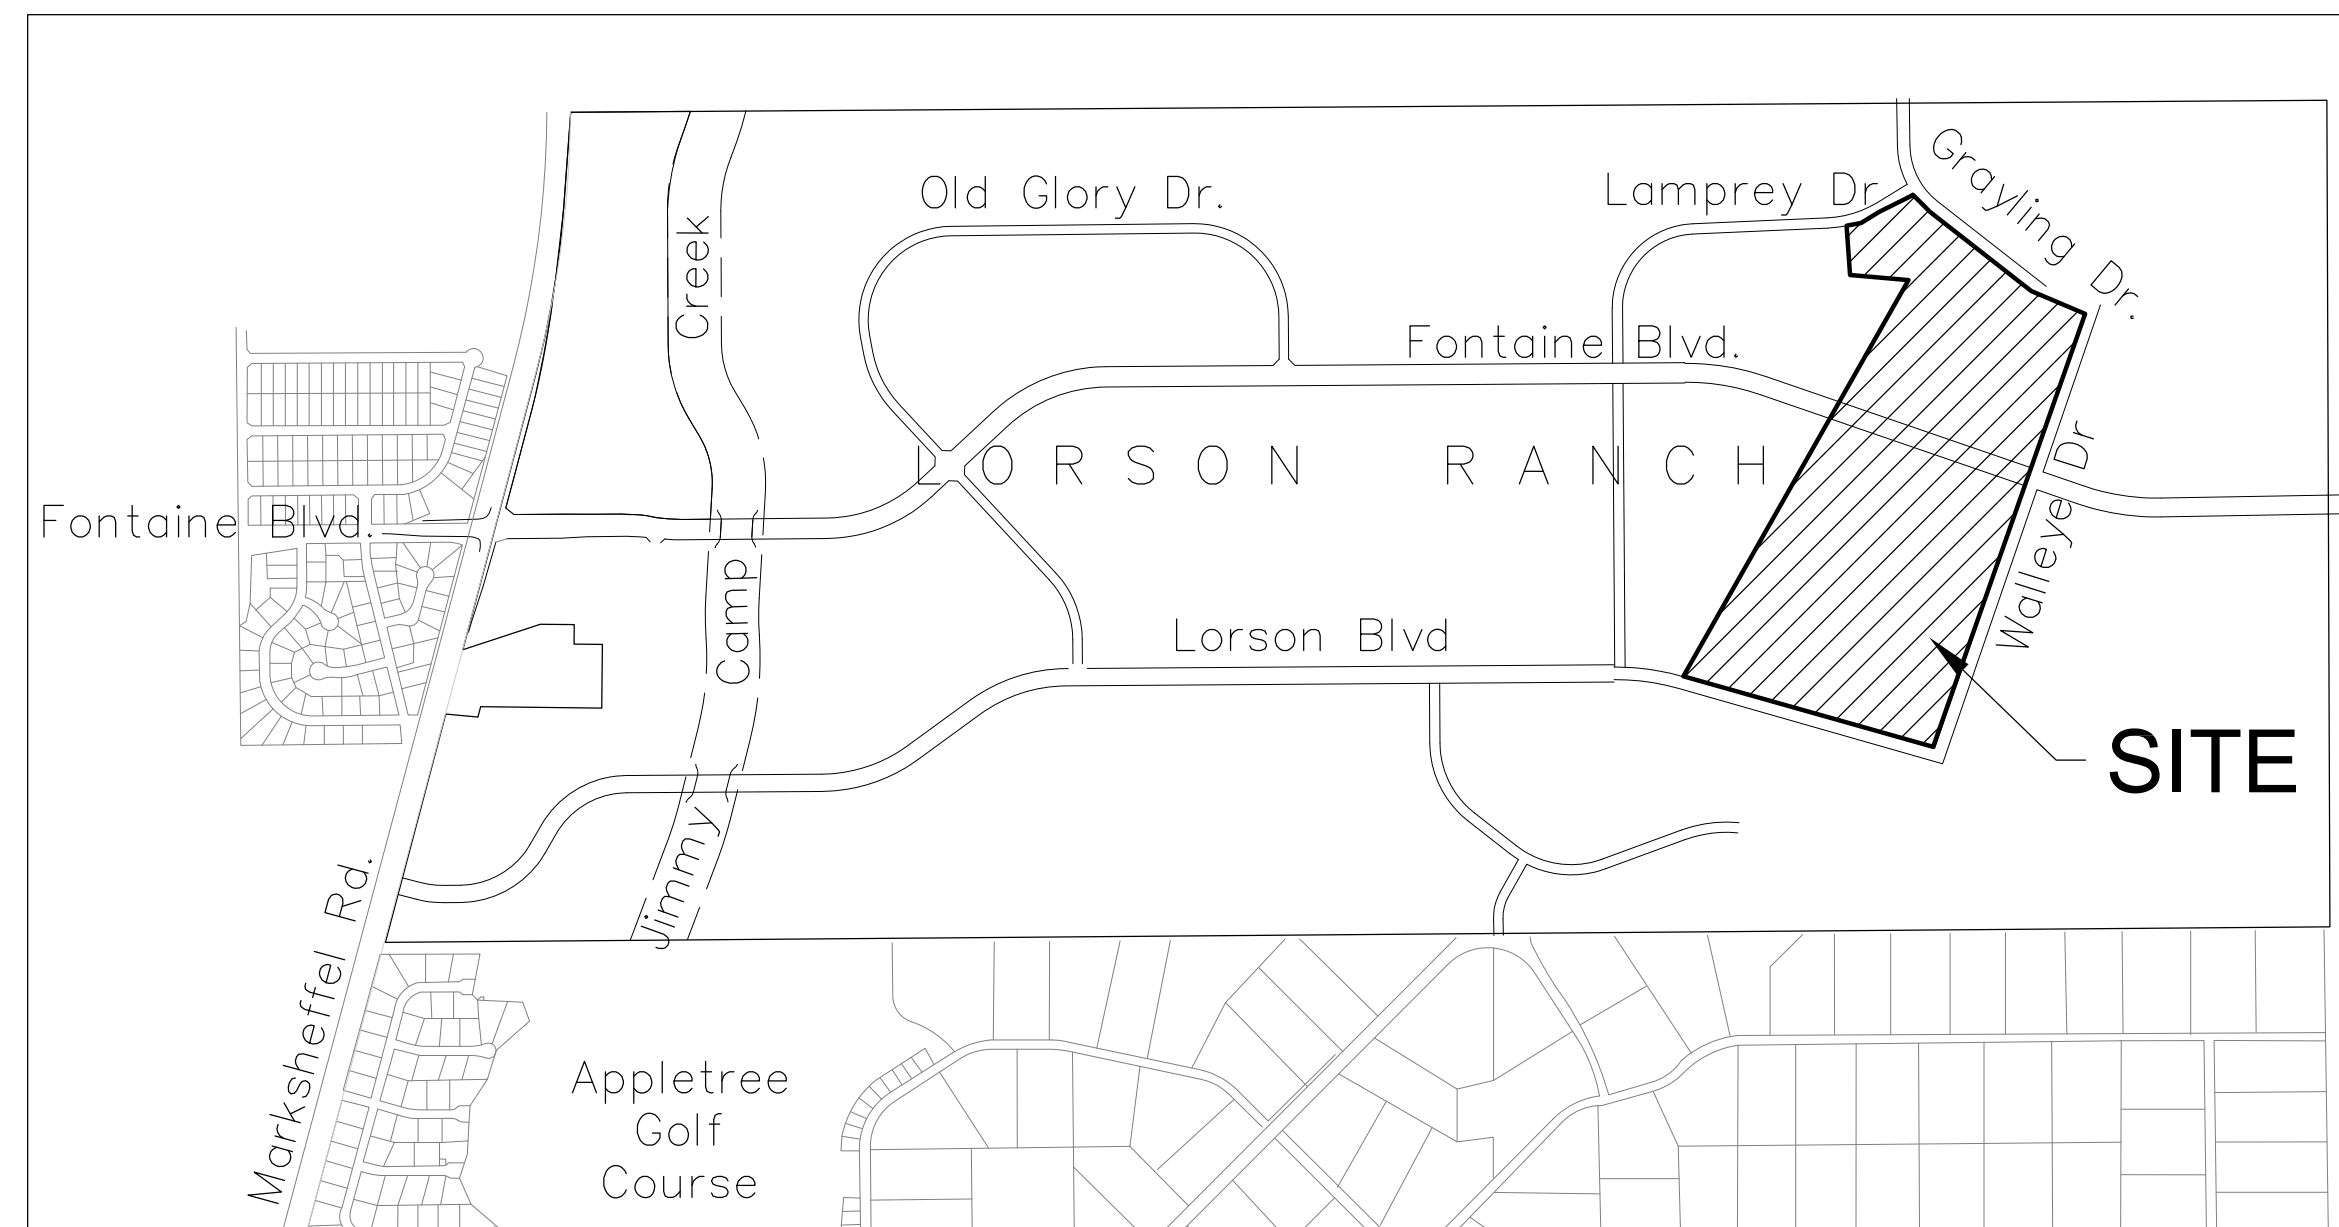 Old Glory Dr.
Lamprey Dr
Grayling Dr.
Creek
Fontaine Blvd.
LORSON RANCH
Fontaine Blvd.
Walleye Dr
Camp
Lorson Blvd
SITE
Jimmy
Marksheffel Rd.
Appletree
Golf
Course